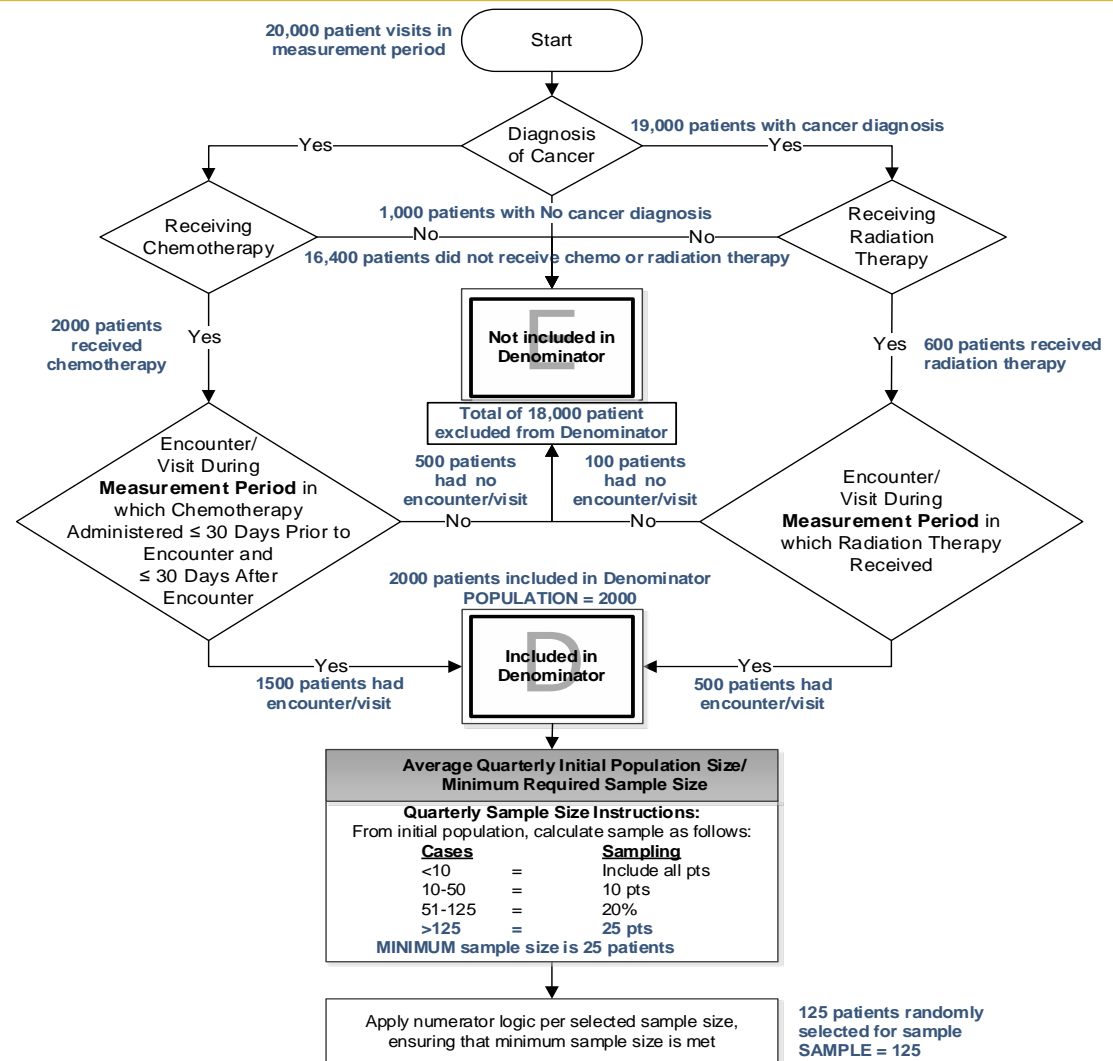 20,000 patient visits in
measurement period
Start
Diagnosis
of Cancer
19,000 patients with cancer diagnosis
Yes
Yes
Receiving
Chemotherapy
1,000 patients with No cancer diagnosis
No
No
16,400 patients did not receive chemo or radiation therapy
Receiving
Radiation
Therapy
2000 patients
received
chemotherapy
Yes
E
Not included in
Denominator
Yes
600 patients received
radiation therapy
Total of 18,000 patient
excluded from Denominator
Encounter/
Visit During
Measurement Period in
which Chemotherapy
Administered ≤ 30 Days Prior to
Encounter and
≤ 30 Days After
Encounter
500 patients
had no
encounter/visit
No
100 patients
had no
encounter/visit
No
Encounter/
Visit During
Measurement Period in
which Radiation Therapy
Received
2000 patients included in Denominator
POPULATION = 2000
D
Included in
Denominator
Yes
1500 patients had
encounter/visit
Yes
500 patients had
encounter/visit
Average Quarterly Initial Population Size/
Minimum Required Sample Size
Quarterly Sample Size Instructions:
From initial population, calculate sample as follows:
Cases Sampling
<10 = Include all pts
10-50 = 10 pts
51-125 = 20%
>125 = 25 pts
MINIMUM sample size is 25 patients
Apply numerator logic per selected sample size,
ensuring that minimum sample size is met
125 patients randomly
selected for sample
SAMPLE = 125